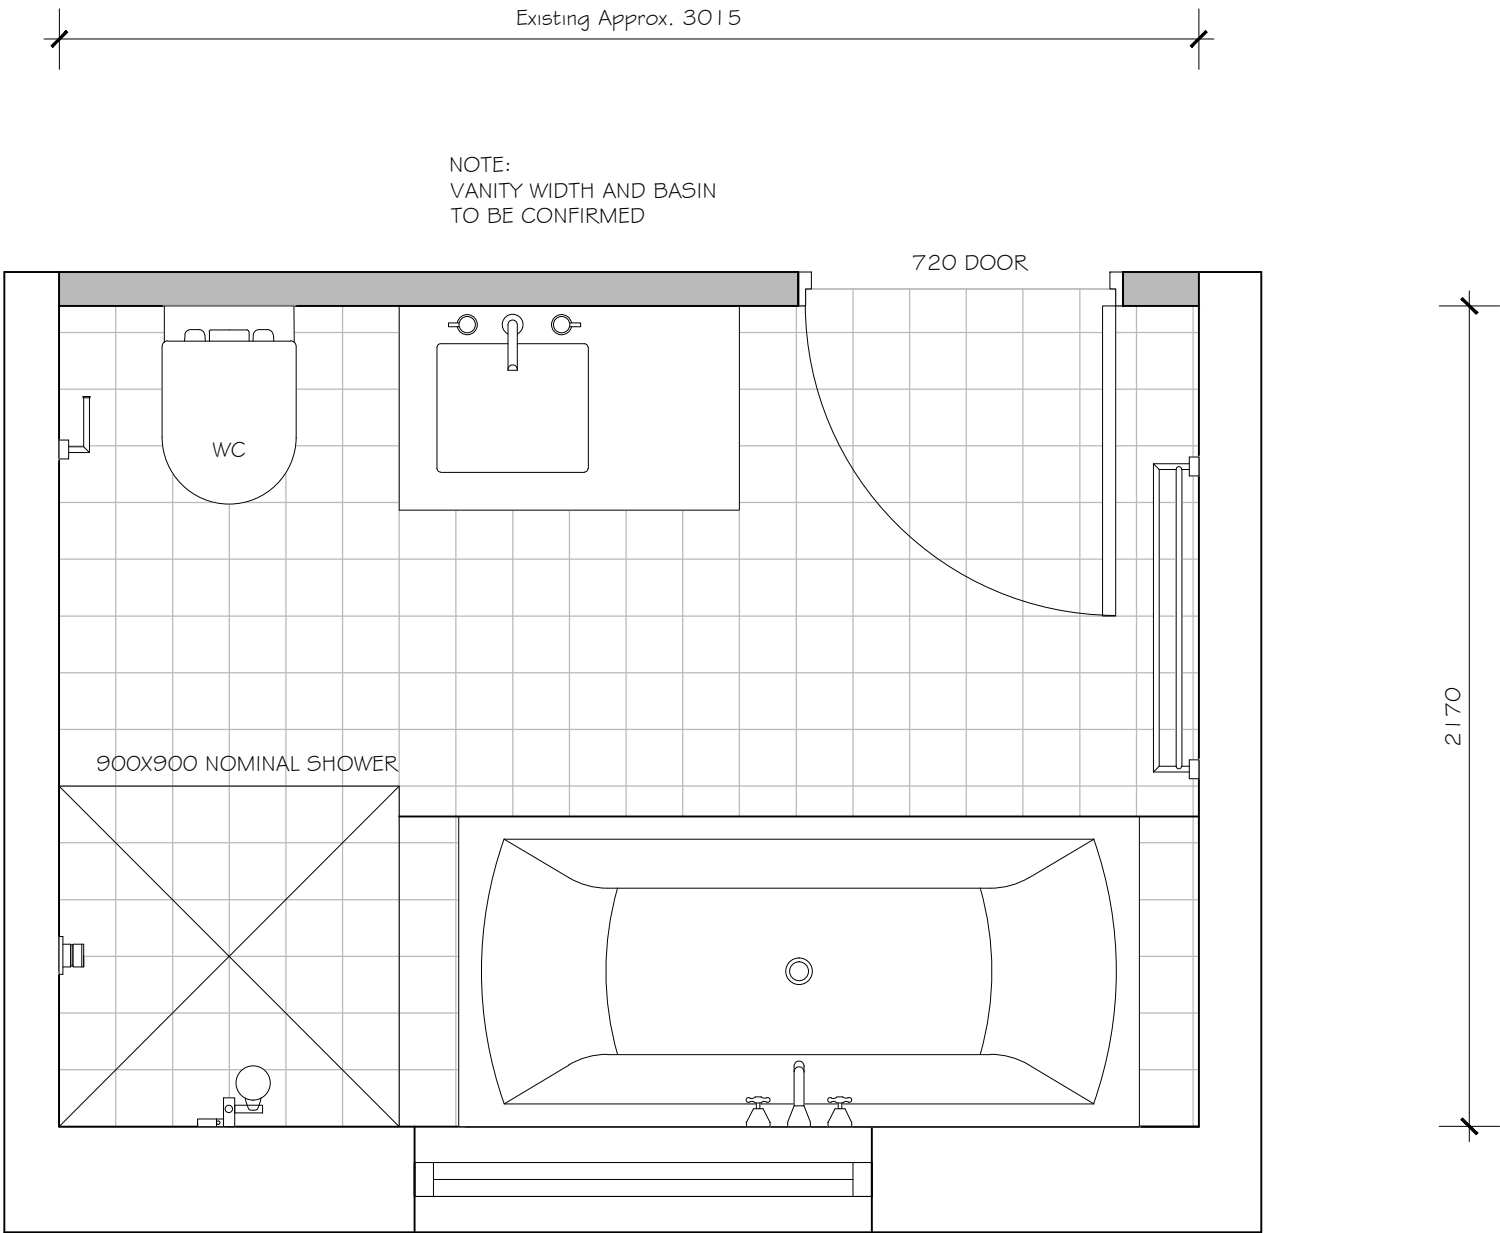 Existing Approx. 3015
NOTE:
VANITY WIDTH AND BASIN
TO BE CONFIRMED
720 DOOR
WC
2170
900X900 NOMINAL SHOWER